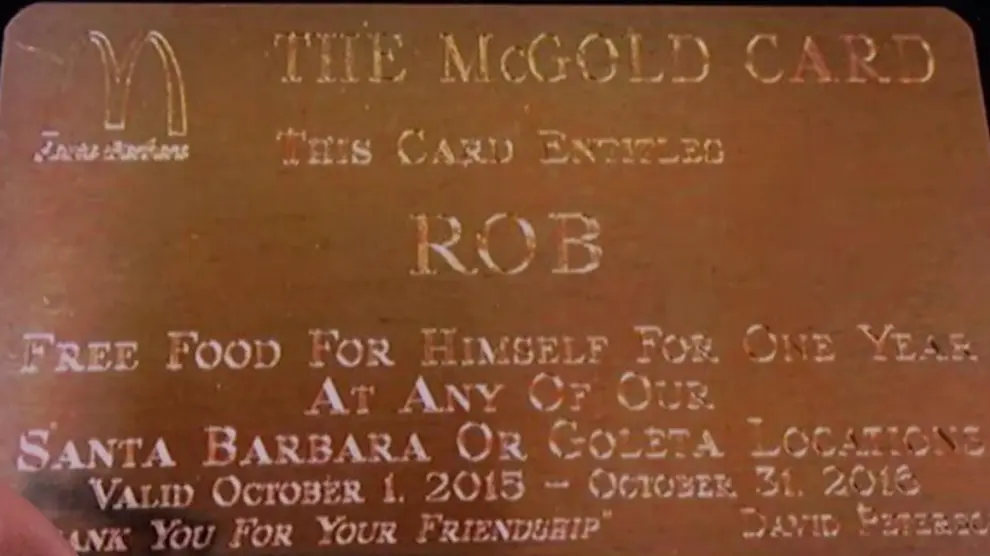 THE McGOLD CARD
THIS CARD ENTITLES
ROB
FREE FOOD FOR HIMSELF FOR ONE YEAR
AT ANY OF OUR
SANTA BARBARA OR GOLETA LOCATIONS
VALID OCTOBER 1, 2015 – OCTOBER 31, 2016
YOU FOR YOUR FRIENDSHIP" DAVID